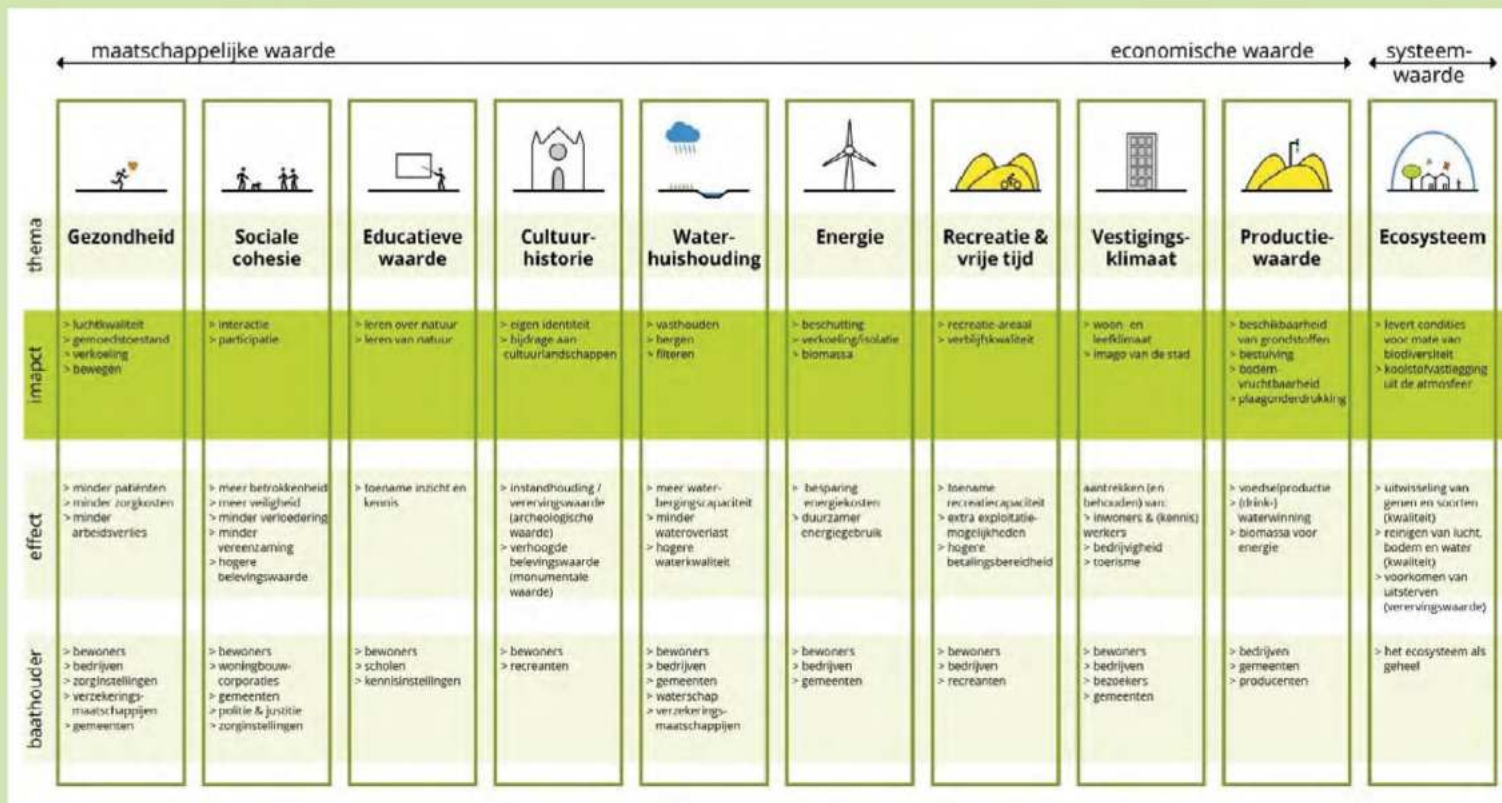 maatschappelijke waarde
economische waarde
systeem-
waarde
thema
Gezondheid
Sociale
cohesie
Educatieve
waarde
Cultuur-
historie
Water-
huishouding
Energie
Recreatie &
vrije tijd
Vestigings-
klimaat
Productie-
waarde
Ecosysteem
imapct
> luchtkwaliteit
> gemoedstoestand
> verkoeling
> bewegen
> interactie
> participatie
> leren over natuur
> leren van natuur
> eigen identiteit
> bijdrage aan
cultuurlandschappen
> vasthouden
> bergen
> filteren
> beschutting
> verkoeling/isolatie
> biomassa
> recreatie-areaal
> verblijfskwaliteit
> woon- en
leefklimaat
> imago van de stad
> beschikbaarheid
van grondstoffen
> bestuiving
> bodem-
vruchtbaarheid
> plaagonderdrukking
> levert condities
voor mate van
biodiversiteit
> koolstofvastlegging
uit de atmosfeer
effect
> minder patiënten
> minder zorgkosten
> minder
arbeidsverlies
> meer betrokkenheid
> meer veiligheid
> minder verloedering
> minder
vereenzaming
> hogere
belevingswaarde
> toename inzicht en
kennis
> instandhouding /
verervingswaarde
(archeologische
waarde)
> verhoogde
belevingswaarde
(monumentale
waarde)
> meer water-
bergingscapaciteit
> minder
wateroverlast
> hogere
waterkwaliteit
> besparing
energiekosten
> duurzamer
energiegebruik
> toename
recreatiecapaciteit
> extra exploitatie-
mogelijkheden
> hogere
betalingsbereidheid
aantrekken (en
behouden) van:
> inwoners & (kennis)
werkers
> bedrijvigheid
> toerisme
> voedselproductie
> (drink-)
waterwinning
> biomassa voor
energie
> uitwisseling van
genen en soorten
(kwaliteit)
> reinigen van lucht,
bodem en water
(kwaliteit)
> voorkomen van
uitsterven
(verervingswaarde)
baathouder
> bewoners
> bedrijven
> zorginstellingen
> verzekerings-
maatschappijen
> gemeenten
> bewoners
> woningbouw-
corporaties
> gemeenten
> politie & justitie
> zorginstellingen
> bewoners
> scholen
> kennisinstellingen
> bewoners
> recreanten
> bewoners
> bedrijven
> gemeenten
> waterschap
> verzekerings-
maatschappijen
> bewoners
> bedrijven
> gemeenten
> bewoners
> bedrijven
> recreanten
> bewoners
> bedrijven
> bezoekers
> gemeenten
> bedrijven
> gemeenten
> producenten
> het ecosysteem als
geheel